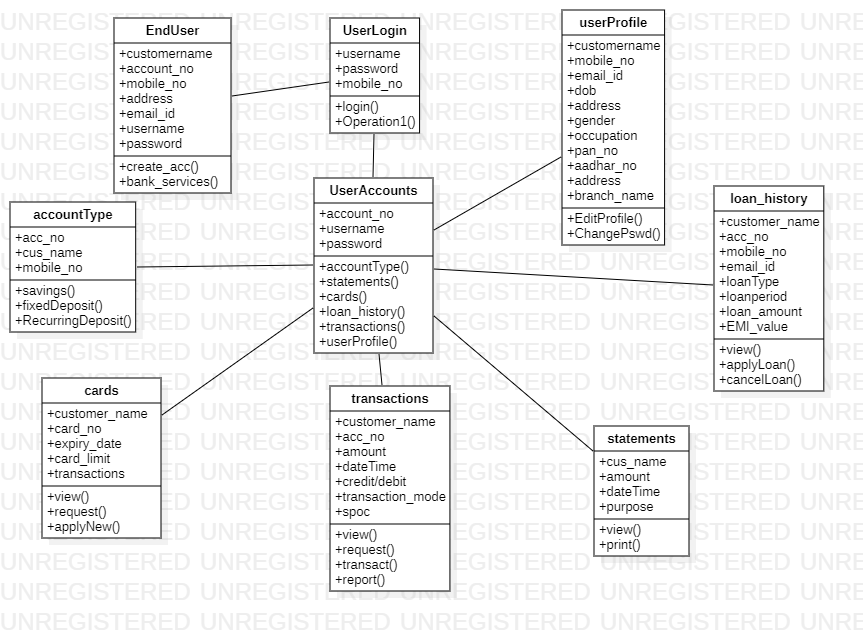 EndUser
+customername
+account_no
+mobile_no
+address
+email_id
+username
+password
+create_acc()
+bank_services()
UserLogin
+username
+password
+mobile_no
+login()
+Operation1()
userProfile
+customername
+mobile_no
+email_id
+dob
+address
+gender
+occupation
+pan_no
+aadhar_no
+address
+branch_name
+EditProfile()
+ChangePswd()
accountType
+acc_no
+cus_name
+mobile_no
+savings()
+fixedDeposit()
+RecurringDeposit()
UserAccounts
+account_no
+username
+password
+accountType()
+statements()
+cards()
+loan_history()
+transactions()
+userProfile()
loan_history
+customer_name
+acc_no
+mobile_no
+email_id
+loanType
+loanperiod
+loan_amount
+EMI_value
+view()
+applyLoan()
+cancelLoan()
cards
+customer_name
+card_no
+expiry_date
+card_limit
+transactions
+view()
+request()
+applyNew()
transactions
+customer_name
+acc_no
+amount
+dateTime
+credit/debit
+transaction_mode
+spoc
+view()
+request()
+transact()
+report()
statements
+cus_name
+amount
+dateTime
+purpose
+view()
+print()
UNREGISTERED